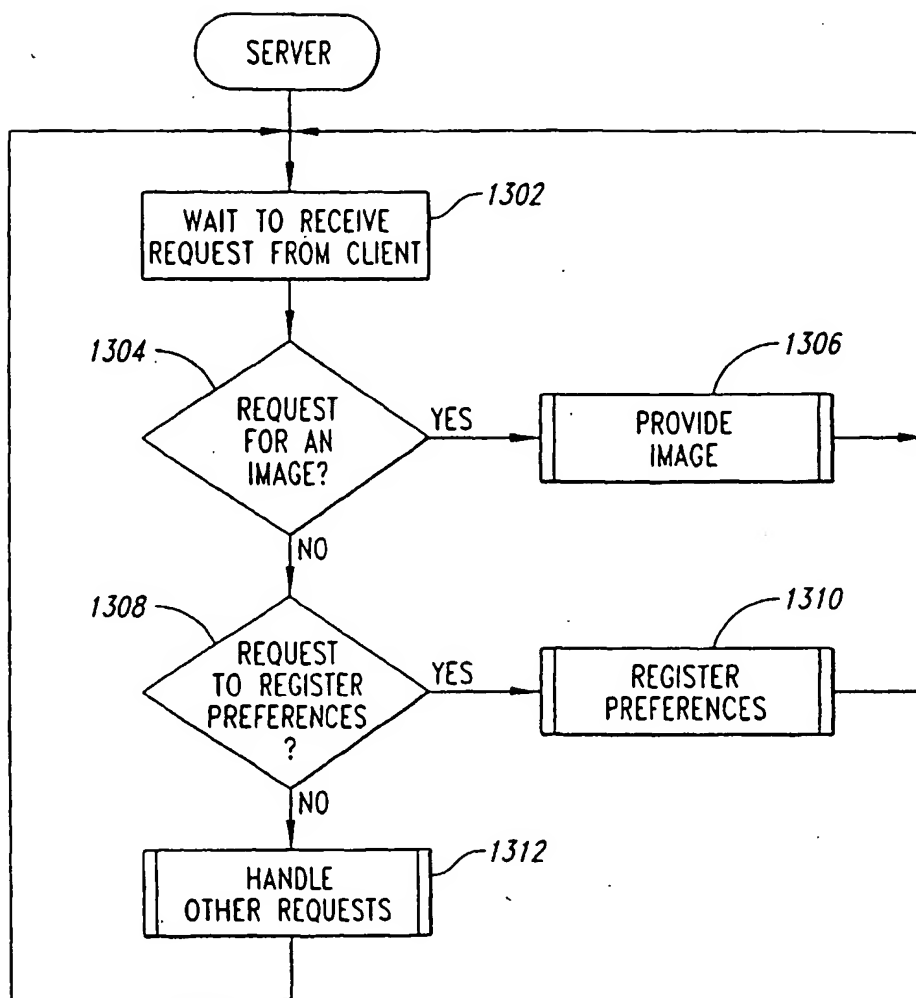 SERVER
1302
WAIT TO RECEIVE
REQUEST FROM CLIENT
1304
REQUEST
FOR AN
IMAGE?
YES
1306
PROVIDE
IMAGE
NO
1308
REQUEST
TO REGISTER
PREFERENCES
?
YES
1310
REGISTER
PREFERENCES
NO
1312
HANDLE
OTHER REQUESTS